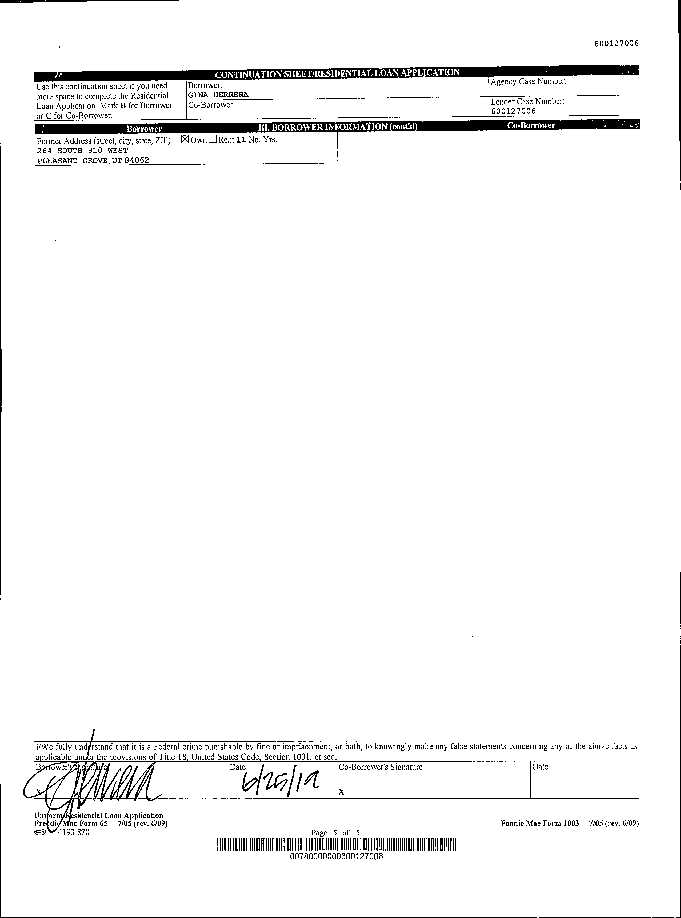 600127006
CONTINUATION SHEET/RESIDENTIAL LOAN APPLICATION
Use this continuation sheet if you need
more space to complete the Residential
Loan Application. Mark B for Borrower
or C for Co-Borrower.
Borrower:
GINA HERRERA
Co-Borrower:
Agency Case Number:
Lender Case Number:
600127006
Borrower III. BORROWER INFORMATION (cont'd) Co-Borrower
Former Address (street, city, state, ZIP) Own Rent 11 No. Yrs.
264 SOUTH 910 WEST
PLEASANT GROVE, UT 84062
I/We fully understand that it is a Federal crime punishable by fine or imprisonment, or both, to knowingly make any false statements concerning any of the above facts as
applicable under the provisions of Title 18, United States Code, Section 1001, et seq.
Borrower's Signature Date Co-Borrower's Signature Date
6/25/19
X
Uniform Residential Loan Application
Freddie Mac Form 65 7/05 (rev. 6/09)
Fannie Mae Form 1003 7/05 (rev. 6/09)
Page 5 of 5